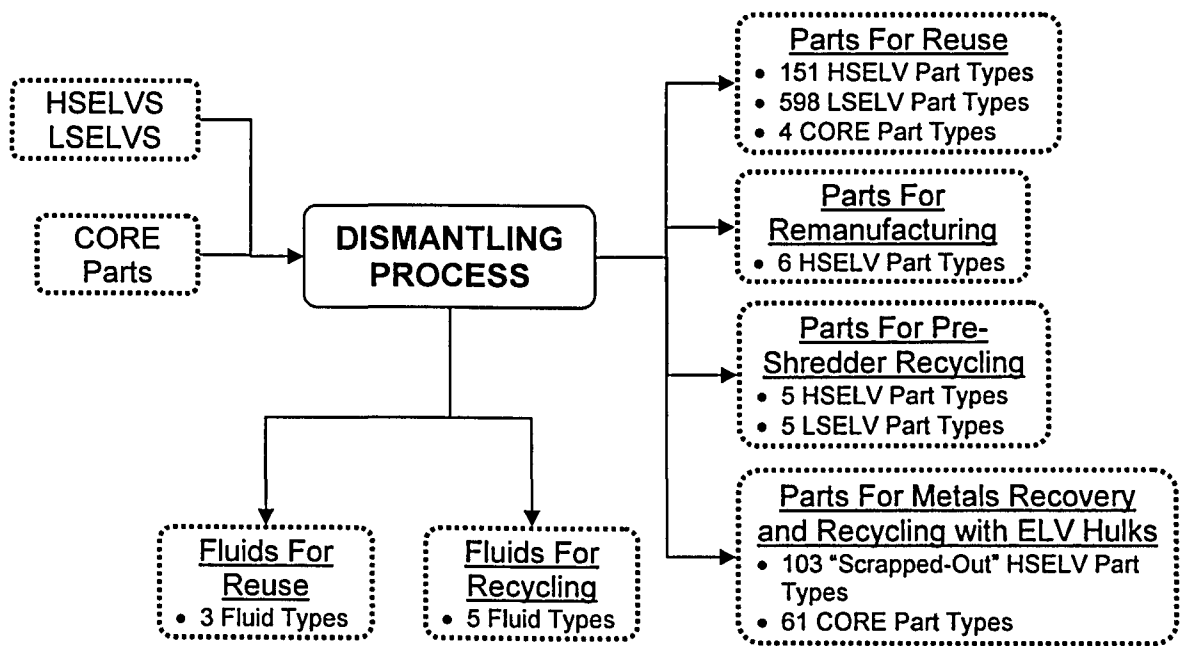 HSELVS
LSELVS
CORE
Parts
DISMANTLING
PROCESS
Parts For Reuse
• 151 HSELV Part Types
• 598 LSELV Part Types
• 4 CORE Part Types
Parts For
Remanufacturing
• 6 HSELV Part Types
Parts For Pre-
Shredder Recycling
• 5 HSELV Part Types
• 5 LSELV Part Types
Parts For Metals Recovery
and Recycling with ELV Hulks
• 103 "Scrapped-Out" HSELV Part
Types
• 61 CORE Part Types
Fluids For
Reuse
• 3 Fluid Types
Fluids For
Recycling
• 5 Fluid Types